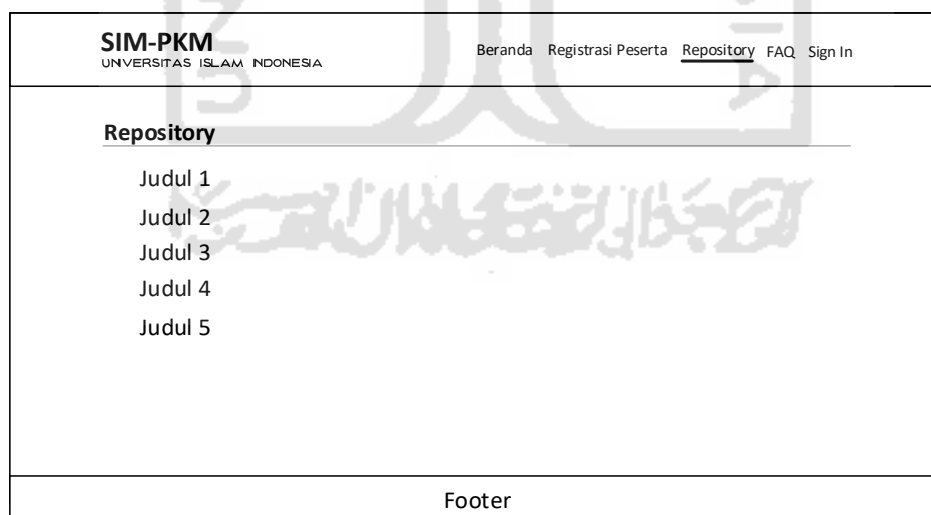 SIM-PKM
UNIVERSITAS ISLAM INDONESIA
Beranda Registrasi Peserta Repository FAQ Sign In
Repository
Judul 1
Judul 2
Judul 3
Judul 4
Judul 5
Footer